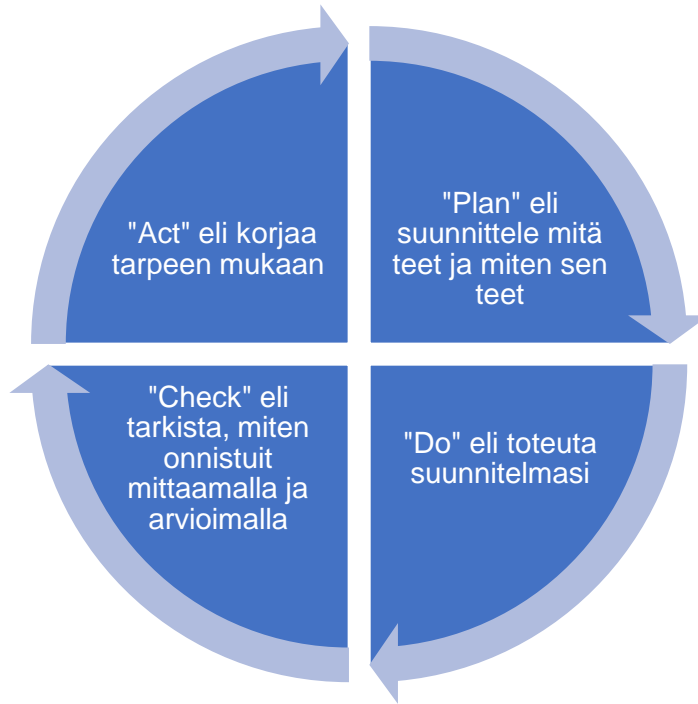 "Act" eli korjaa
tarpeen mukaan
"Plan" eli
suunnittele mitä
teet ja miten sen
teet
"Check" eli
tarkista, miten
onnistuit
mittaamalla ja
arvioimalla
"Do" eli toteuta
suunnitelmasi